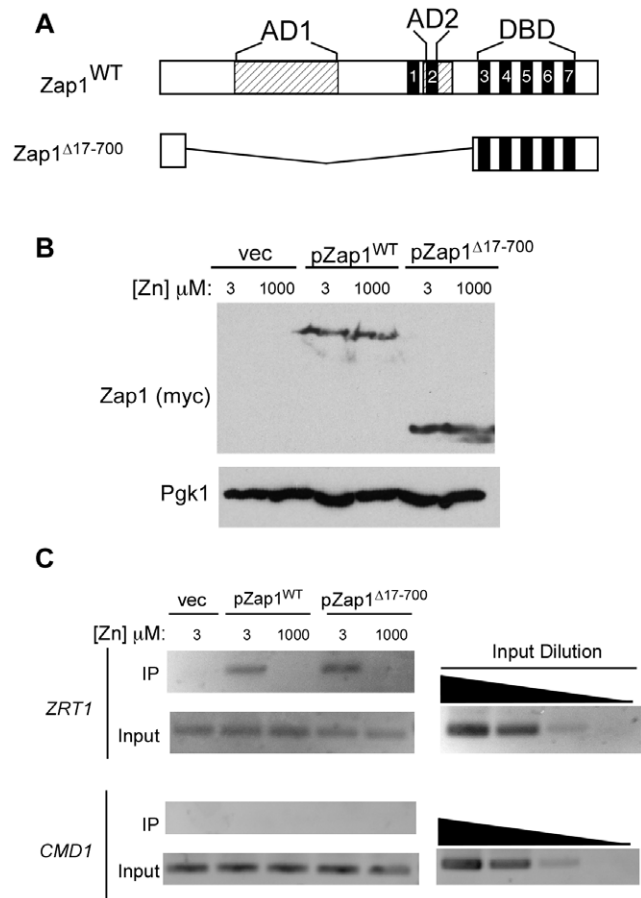 A
AD1 AD2 DBD
Zap1WT 1 2 3 4 5 6 7
Zap1Δ17-700
B
vec pZap1WT pZap1Δ17-700
[Zn] μM: 3 1000 3 1000 3 1000
Zap1 (myc)
Pgk1
C
vec pZap1WT pZap1Δ17-700
[Zn] μM: 3 3 1000 3 1000
Input Dilution
IP
ZRT1
Input
IP
CMD1
Input